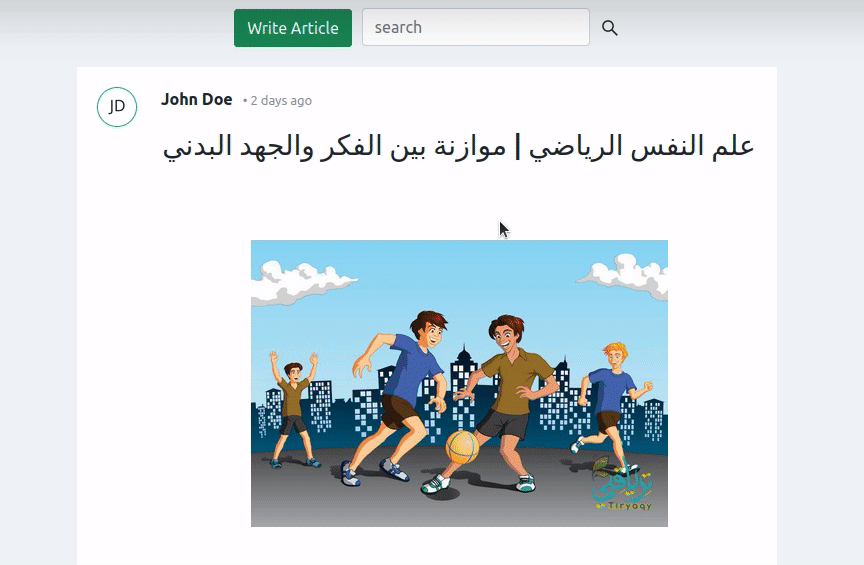 Write Article
search
JD
John Doe • 2 days ago
علم النفس الرياضي | موازنة بين الفكر والجهد البدني
ترياقي
Tiryaqy